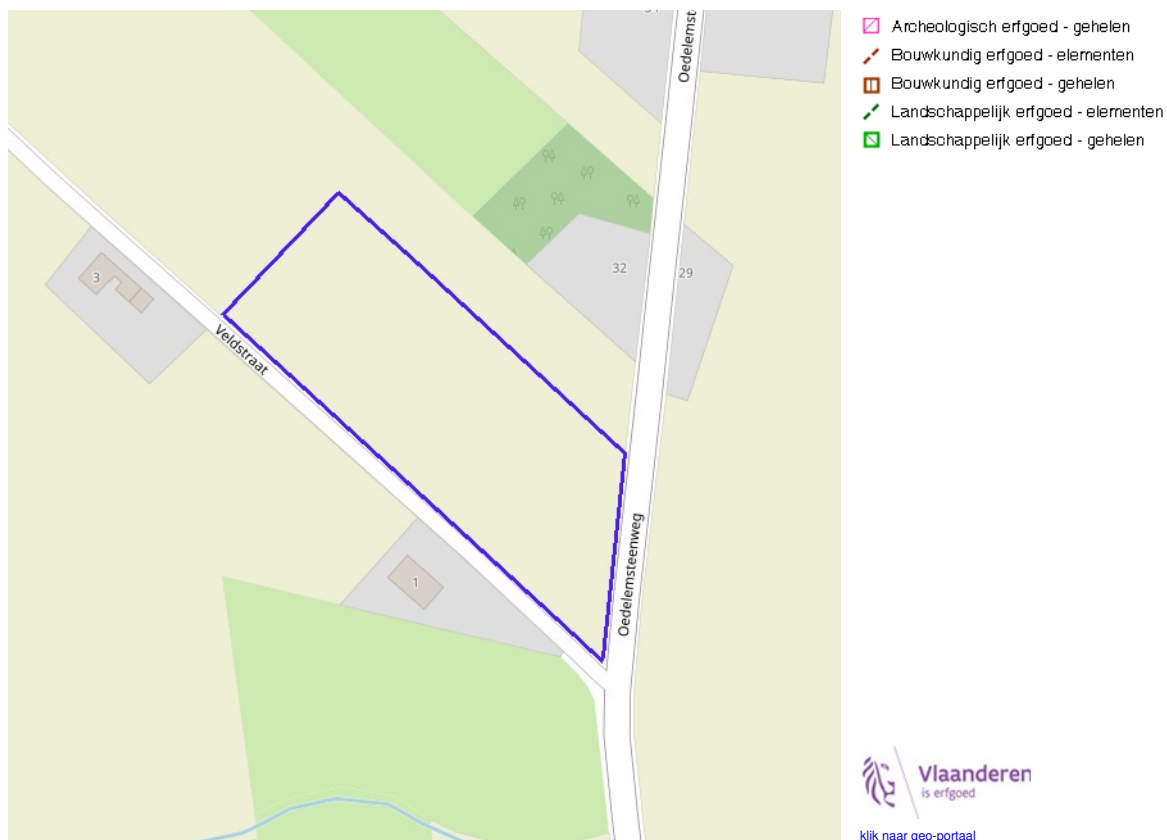 Oedelemst
Archeologisch erfgoed - gehelen
Bouwkundig erfgoed - elementen
Bouwkundig erfgoed - gehelen
Landschappelijk erfgoed - elementen
Landschappelijk erfgoed - gehelen
3
32
29
Veldstraat
1
Oedelemsteenweg
Vlaanderen
is erfgoed
klik naar geo-portaal